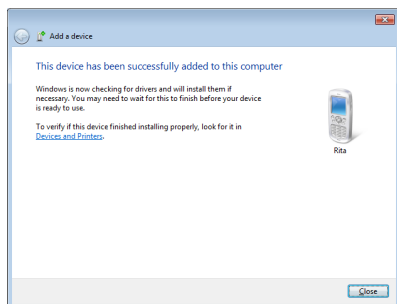 Add a device
This device has been successfully added to this computer
Windows is now checking for drivers and will install them if
necessary. You may need to wait for this to finish before your device
is ready to use.
To verify if this device finished installing properly, look for it in
Devices and Printers.
Rita
Close